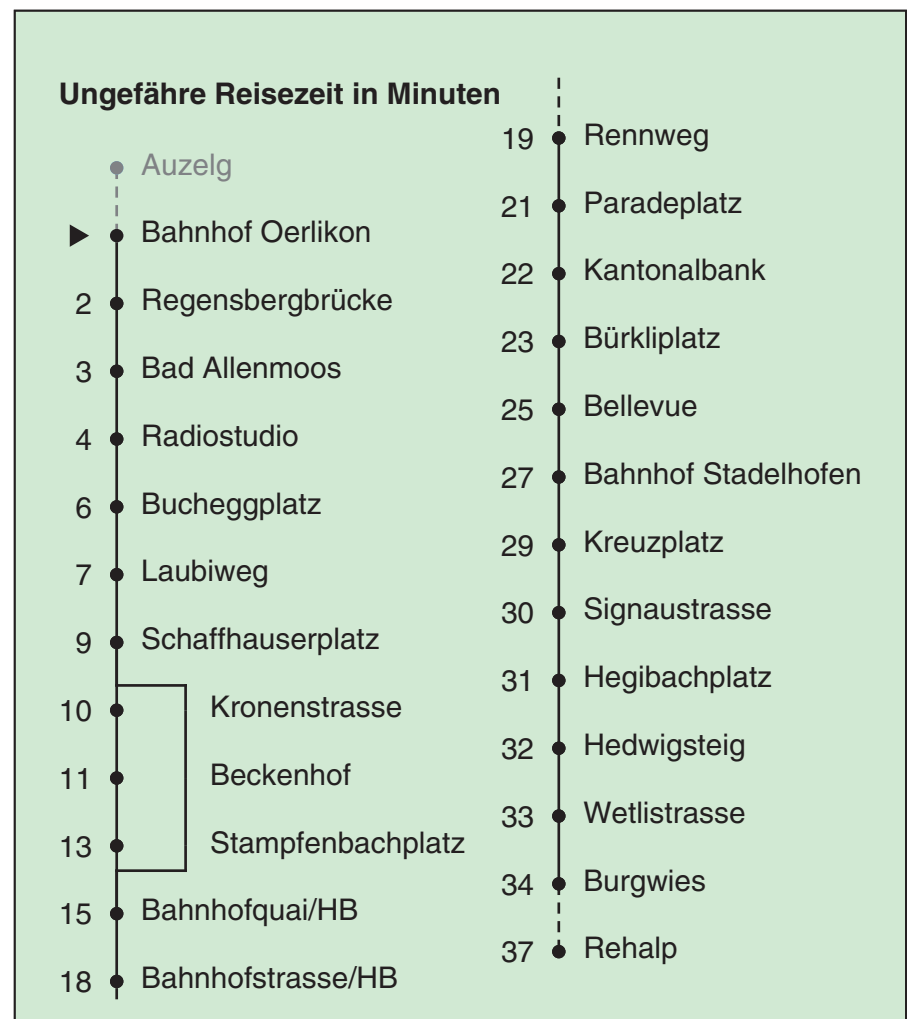 Ungefähre Reisezeit in Minuten
Auzelg
Bahnhof Oerlikon
2 Regensbergbrücke
3 Bad Allenmoos
4 Radiostudio
6 Bucheggplatz
7 Laubiweg
9 Schaffhauserplatz
10 Kronenstrasse
11 Beckenhof
13 Stampfenbachplatz
15 Bahnhofquai/HB
18 Bahnhofstrasse/HB
19 Rennweg
21 Paradeplatz
22 Kantonalbank
23 Bürkliplatz
25 Bellevue
27 Bahnhof Stadelhofen
29 Kreuzplatz
30 Signaustrasse
31 Hegibachplatz
32 Hedwigsteig
33 Wetlistrasse
34 Burgwies
37 Rehalp